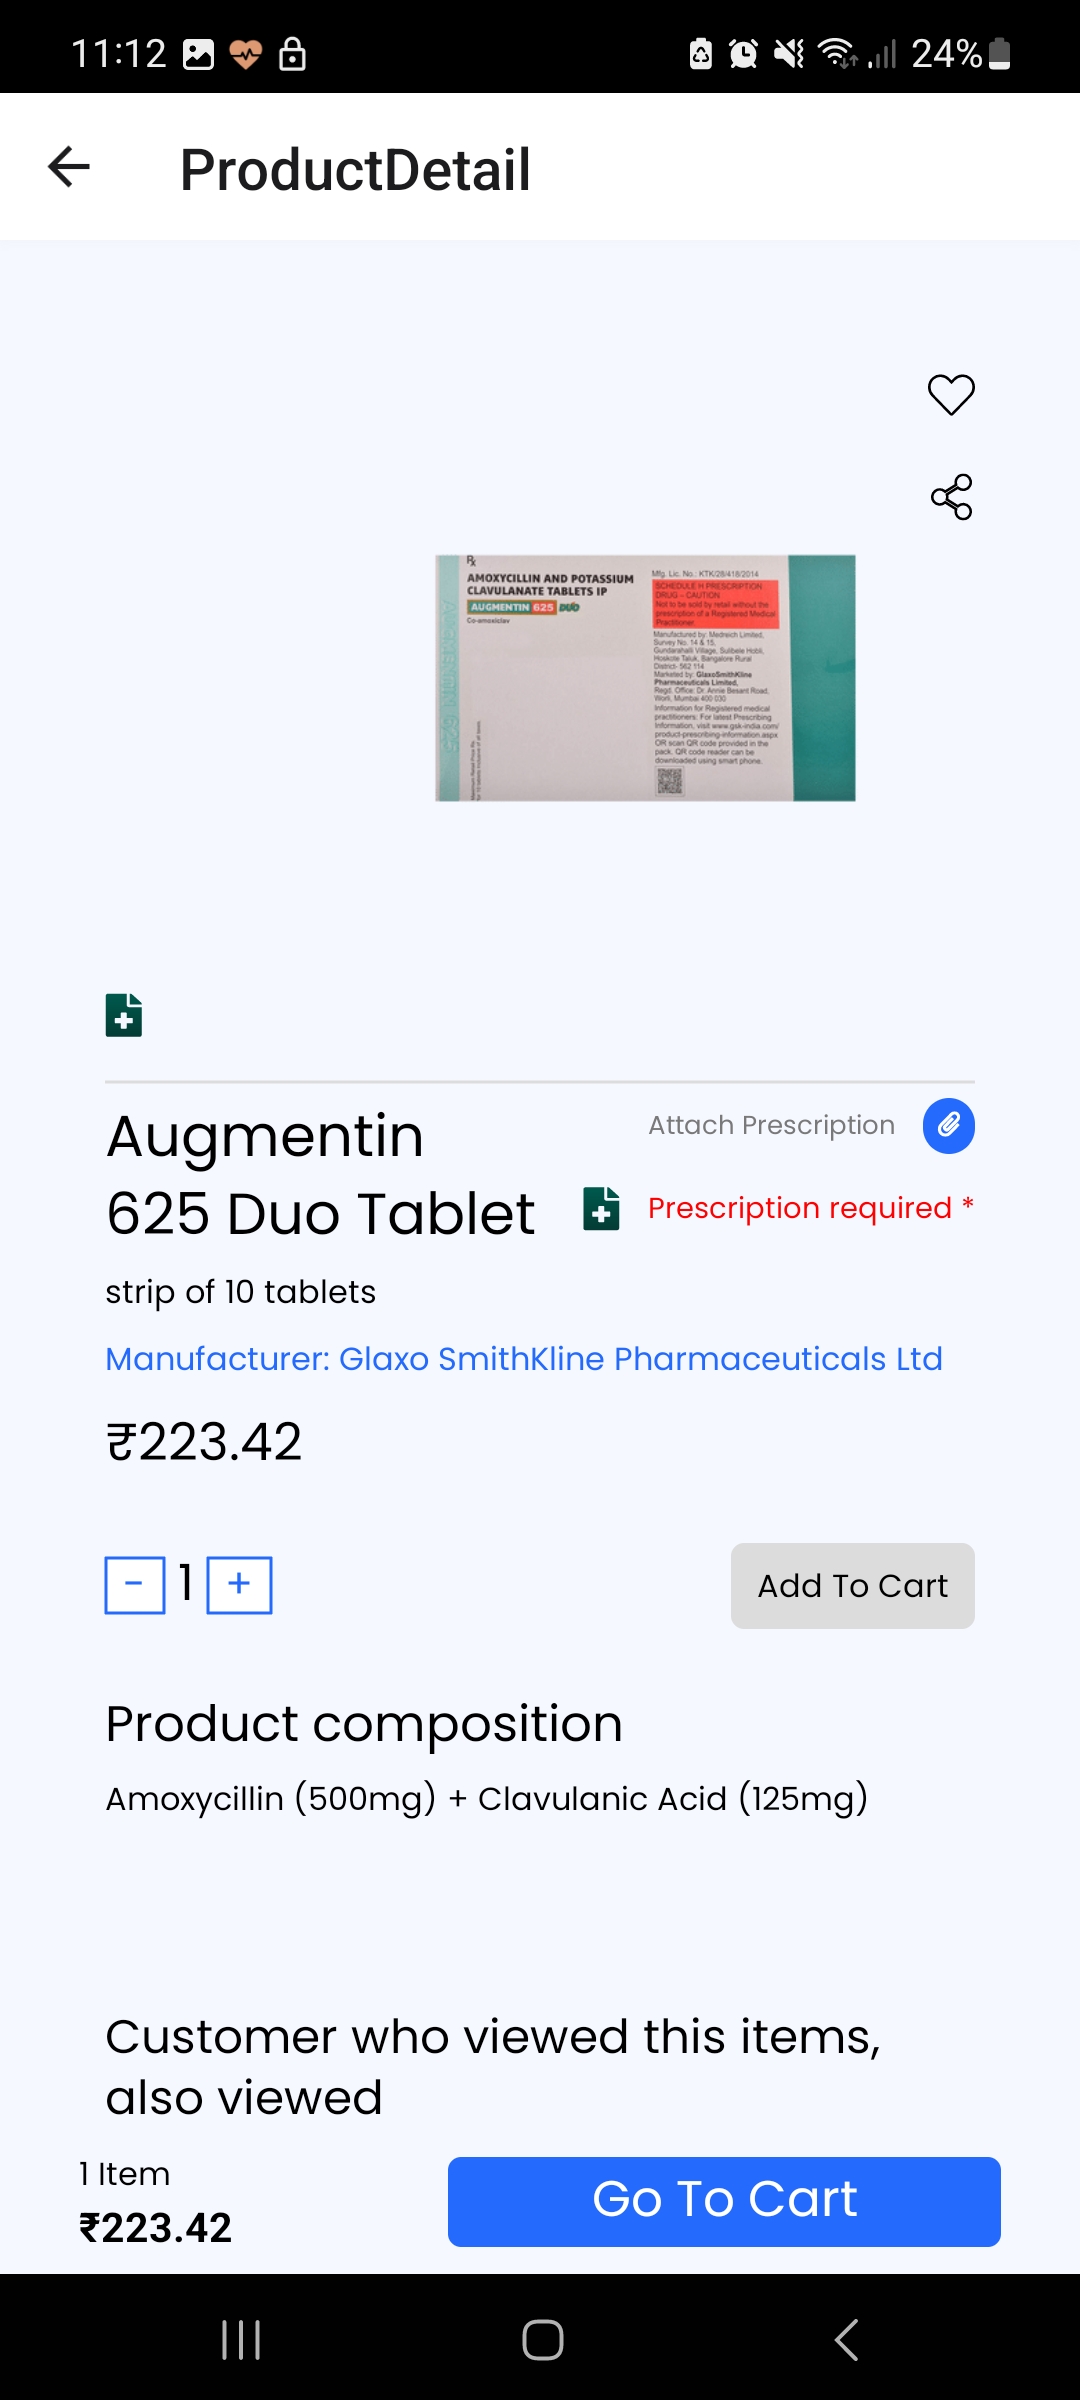 11:12
24%
ProductDetail
Rx
AMOXYCILLIN AND POTASSIUM
CLAVULANATE TABLETS IP
AUGMENTIN 625 DUO
Co-amoxiclav
Mfg. Lic. No.: KTK/28/418/2014
SCHEDULE H PRESCRIPTION
DRUG - CAUTION
Not to be sold by retail without the
prescription of a Registered Medical
Practitioner.
Manufactured by: Medreich Limited,
Survey No. 14 & 15,
Gundarahalli Village, Sulibele Hobli,
Hoskote Taluk, Bangalore Rural
District- 562 114
Marketed by: GlaxoSmithKline
Pharmaceuticals Limited,
Regd. Office: Dr. Annie Besant Road,
Worli, Mumbai 400 030
Information for Registered medical
practitioners: For latest Prescribing
Information, visit www.gsk-india.com/
product-prescribing-information.aspx
OR scan QR code provided in the
pack. QR code reader can be
downloaded using smart phone.
AUGMENTIN 625
Augmentin
625 Duo Tablet
Attach Prescription
Prescription required *
strip of 10 tablets
Manufacturer: Glaxo SmithKline Pharmaceuticals Ltd
₹223.42
- 1 +
Add To Cart
Product composition
Amoxycillin (500mg) + Clavulanic Acid (125mg)
Customer who viewed this items,
also viewed
1 Item
₹223.42
Go To Cart